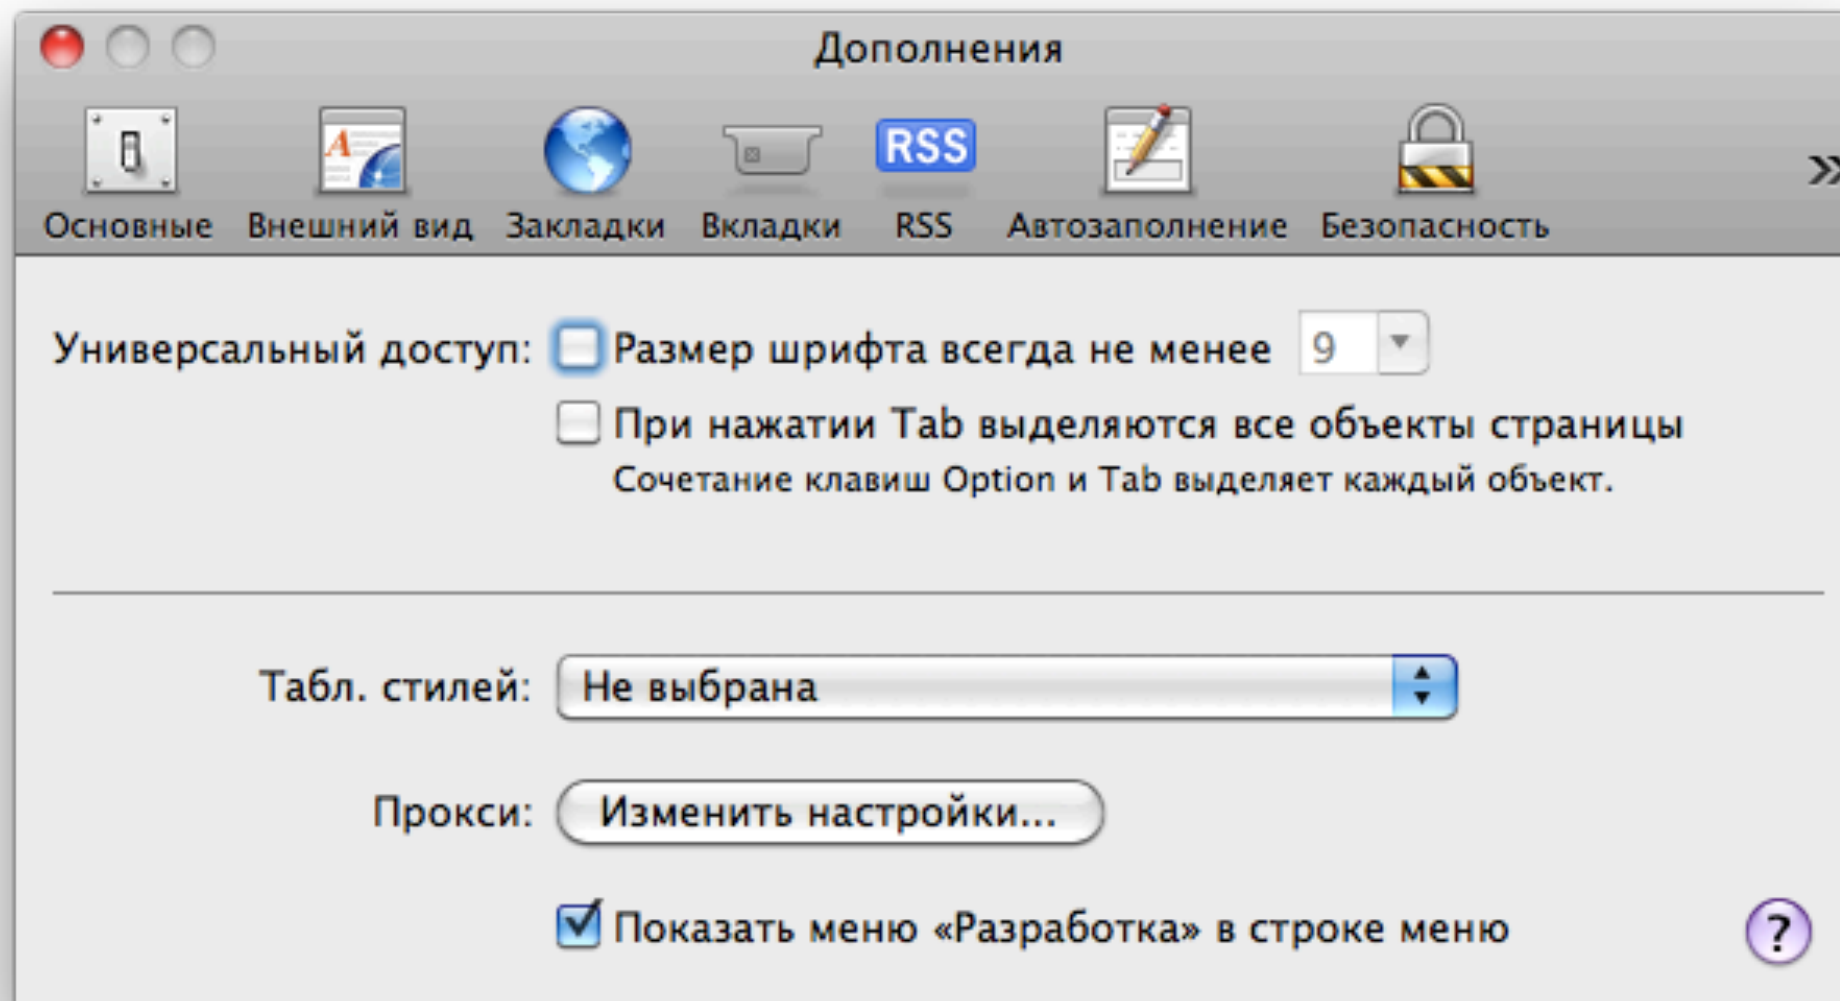 Дополнения
Основные Внешний вид Закладки Вкладки RSS RSS Автозаполнение Безопасность »
Универсальный доступ: Размер шрифта всегда не менее 9
При нажатии Tab выделяются все объекты страницы
Сочетание клавиш Option и Tab выделяет каждый объект.
Табл. стилей: Не выбрана
Прокси: Изменить настройки...
Показать меню «Разработка» в строке меню ?